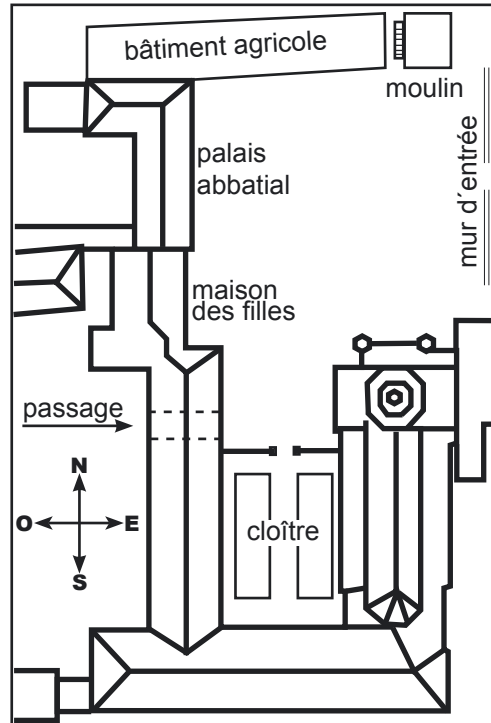 bâtiment agricole
moulin
palais
abbatial
mur d´entrée
maison
des filles
passage
N
O E
S
cloître